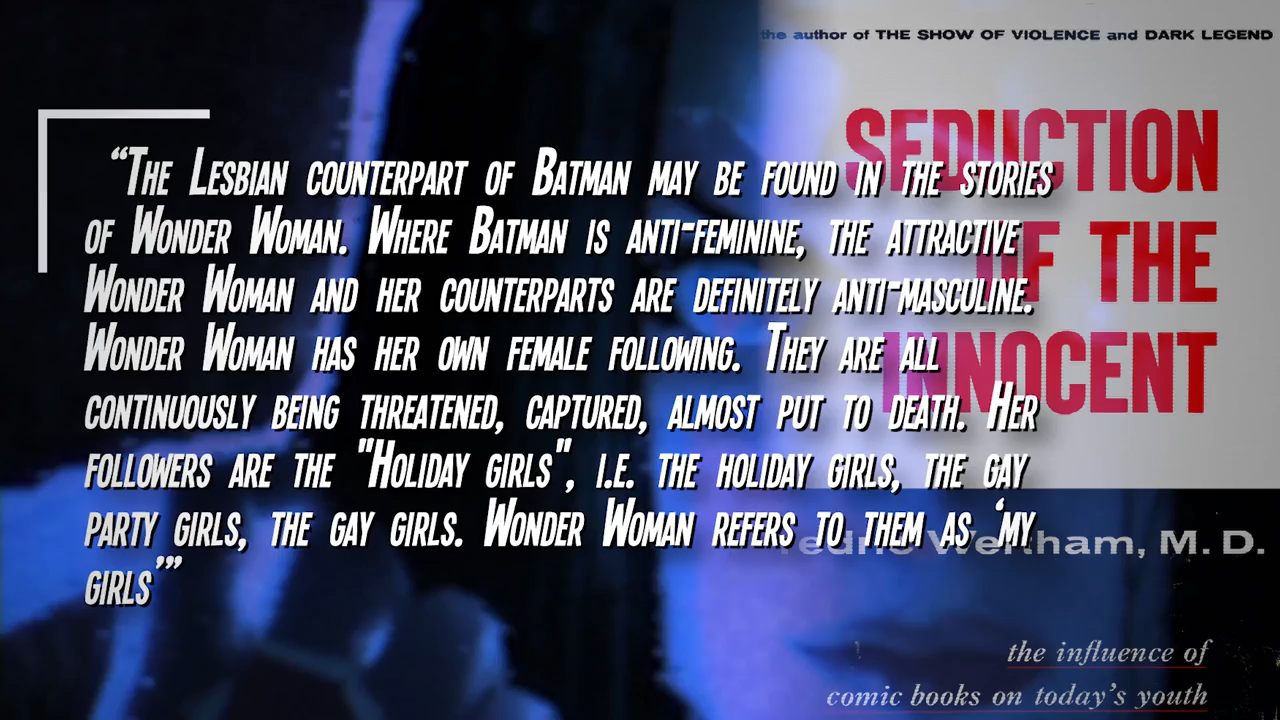 the author of THE SHOW OF VIOLENCE and DARK LEGEND
SEDUCTION
OF THE
INNOCENT
“The Lesbian counterpart of Batman may be found in the stories
of Wonder Woman. Where Batman is anti-feminine, the attractive
Wonder Woman and her counterparts are definitely anti-masculine.
Wonder Woman has her own female following. They are all
continuously being threatened, captured, almost put to death. Her
followers are the "Holiday girls", i.e. the holiday girls, the gay
party girls, the gay girls. Wonder Woman refers to them as ‘my
girls’”
Wertham, M.D.
the influence of
comic books on today's youth